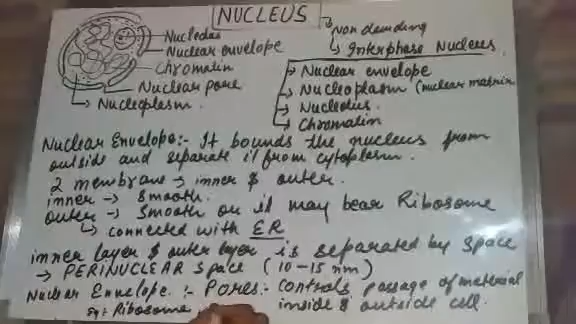 NUCLEUS
Nucleolus
Nuclear envelope
Chromatin
Nuclear pore
Nucleoplasm.
Non dividing
Interphase Nucleus.
Nuclear envelope
Nucleoplasm (nuclear matrix
Nucleolus.
Chromatin
Nuclear Envelope:- It bounds the nucleus from
outside and separate it from cytoplasm.
2 membrane → inner & outer.
inner → Smooth.
outer → Smooth or it may bear Ribosome
↳ connected with ER
inner layer & outer layer is separated by space
→ PERINUCLEAR Space (10-15 nm)
Nuclear Envelope :- Pores:- controls passage of material
eg: Ribosome inside & outside cell.